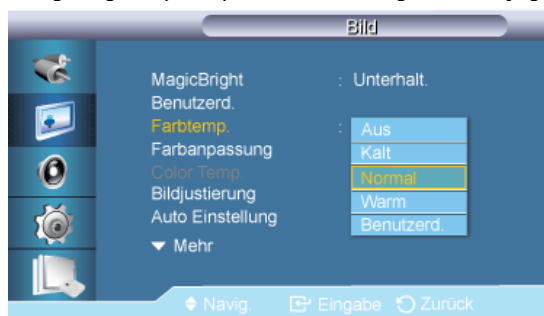 Bild
MagicBright : Unterhalt.
Benutzerd.
Farbtemp. :
Aus
Kalt
Normal
Warm
Benutzerd.
Farbanpassung
Color Temp.
Bildjustierung
Auto Einstellung
Mehr
Navig. Eingabe Zurück